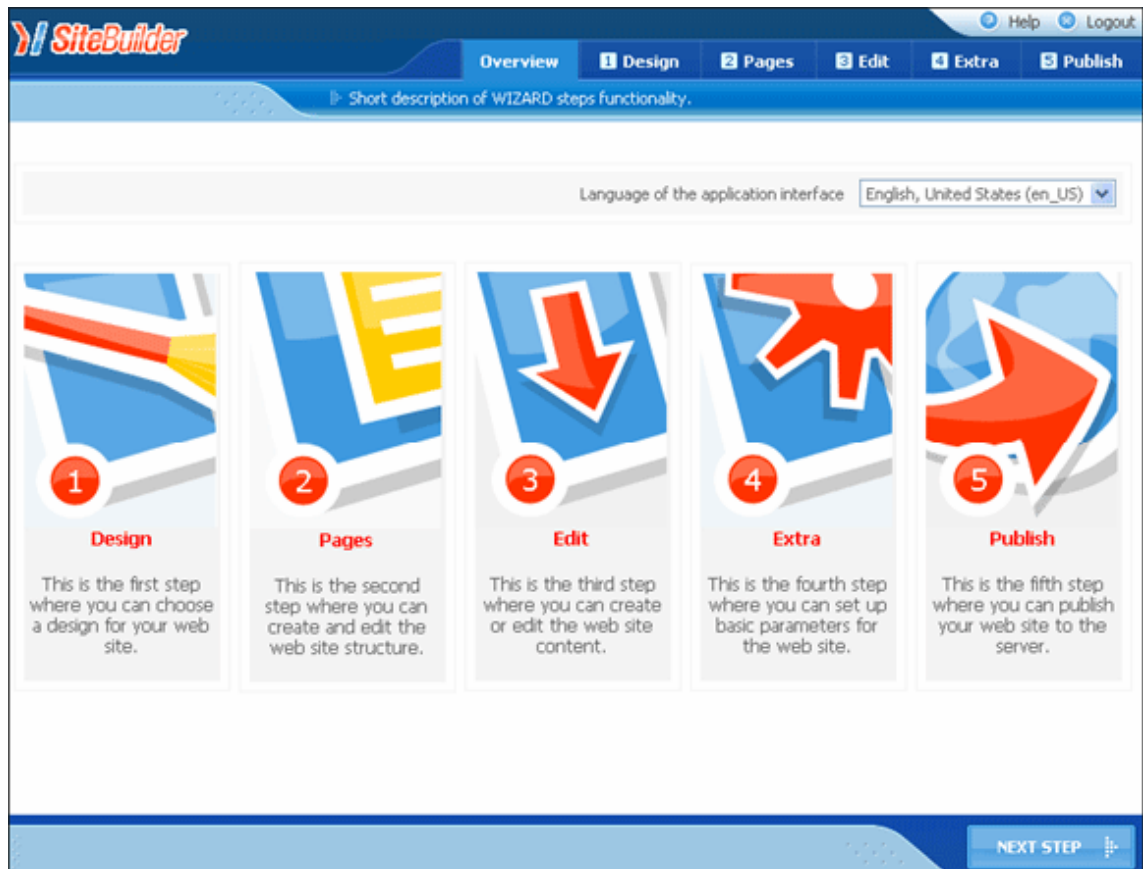 SiteBuilder
Help Logout
Overview 1 Design 2 Pages 3 Edit 4 Extra 5 Publish
Short description of WIZARD steps functionality.
Language of the application interface English, United States (en_US)
1
Design
This is the first step
where you can choose
a design for your web
site.
2
Pages
This is the second
step where you can
create and edit the
web site structure.
3
Edit
This is the third step
where you can create
or edit the web site
content.
4
Extra
This is the fourth step
where you can set up
basic parameters for
the web site.
5
Publish
This is the fifth step
where you can publish
your web site to the
server.
NEXT STEP